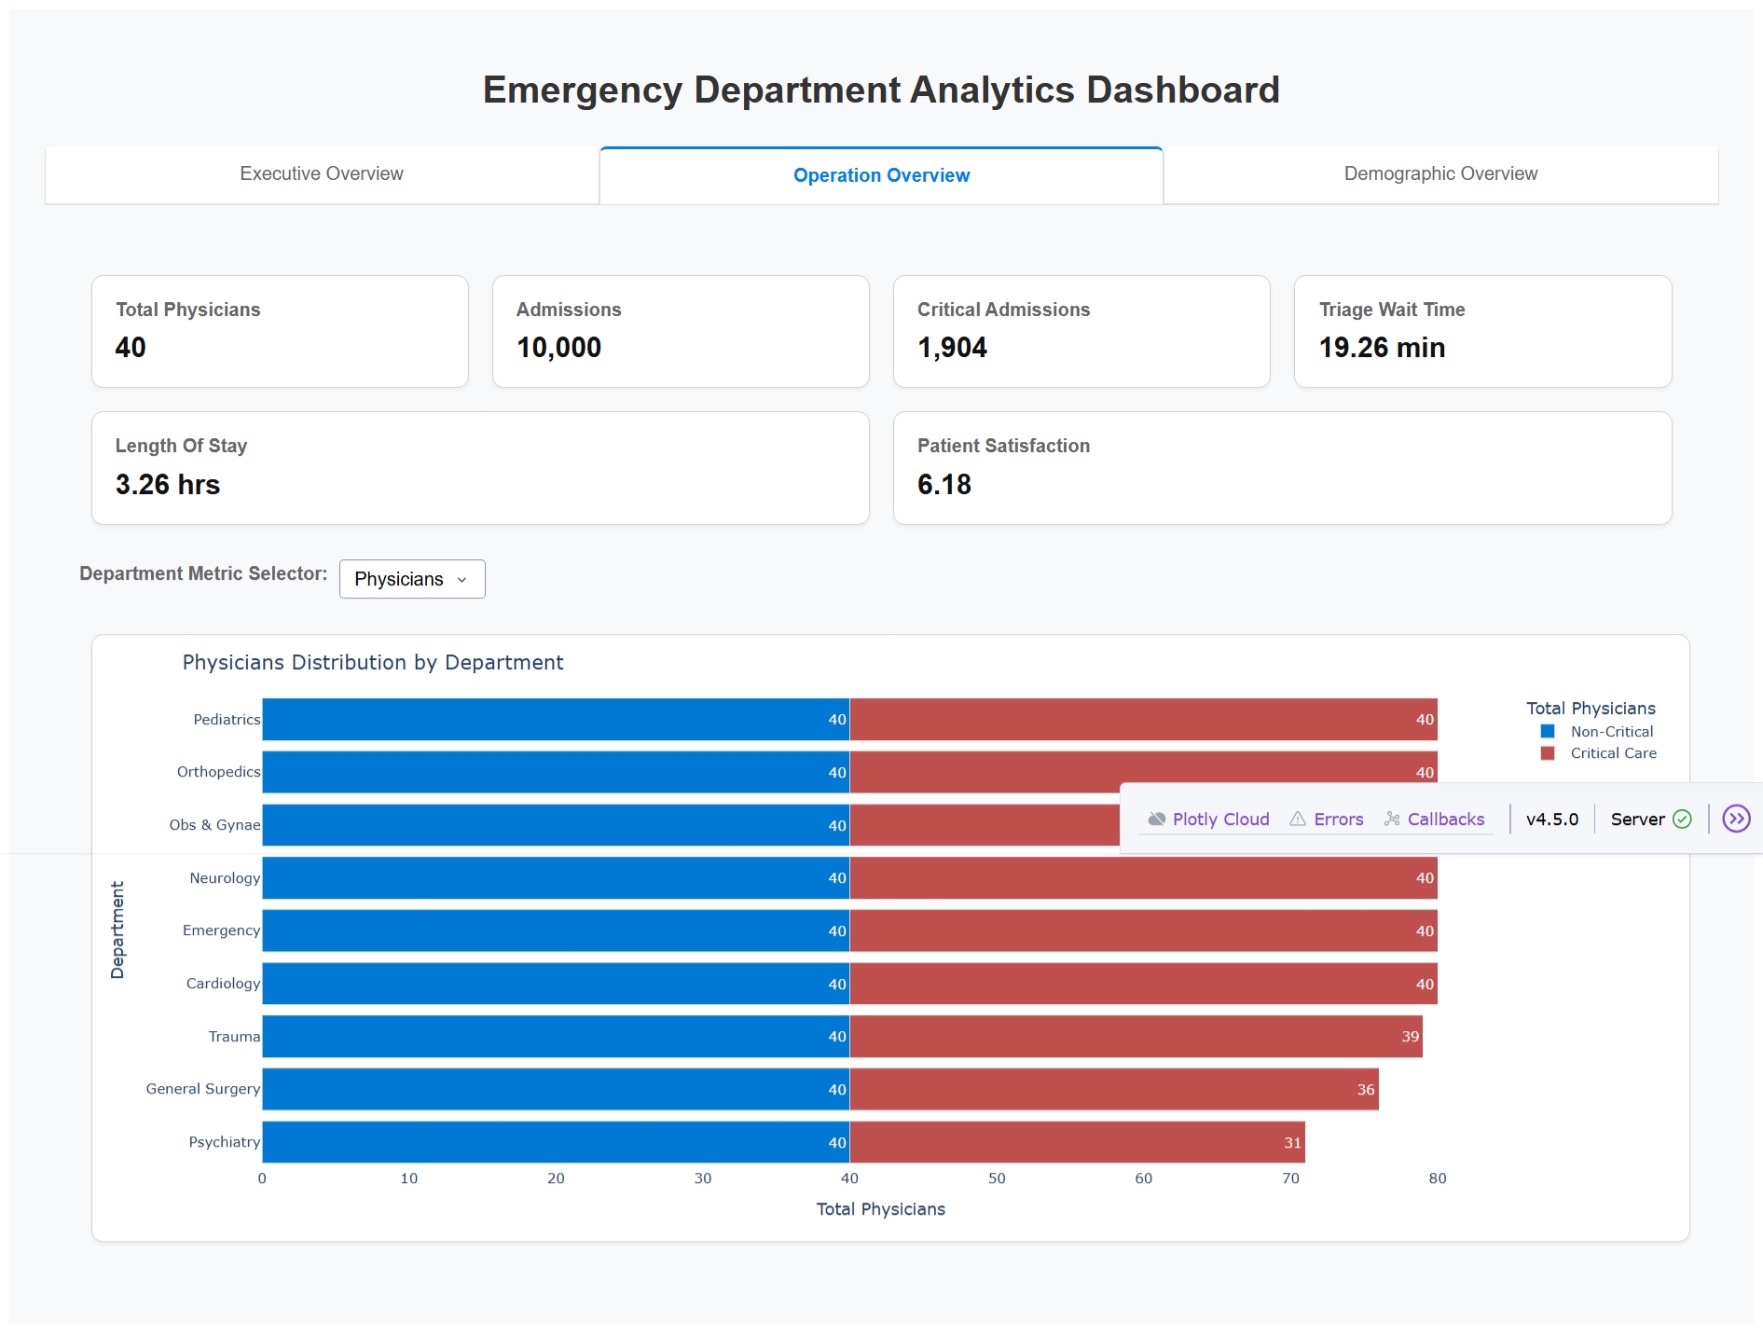 Emergency Department Analytics Dashboard
Executive Overview
Operation Overview
Demographic Overview
Total Physicians
40
Admissions
10,000
Critical Admissions
1,904
Triage Wait Time
19.26 min
Length Of Stay
3.26 hrs
Patient Satisfaction
6.18
Department Metric Selector:
Physicians
Physicians Distribution by Department
Total Physicians
Non-Critical
Critical Care
Pediatrics 40 40
Orthopedics 40 40
Obs & Gynae 40
Plotly Cloud Errors Callbacks v4.5.0 Server
Neurology 40 40
Emergency 40 40
Cardiology 40 40
Trauma 40 39
General Surgery 40 36
Psychiatry 40 31
Department
0 10 20 30 40 50 60 70 80
Total Physicians